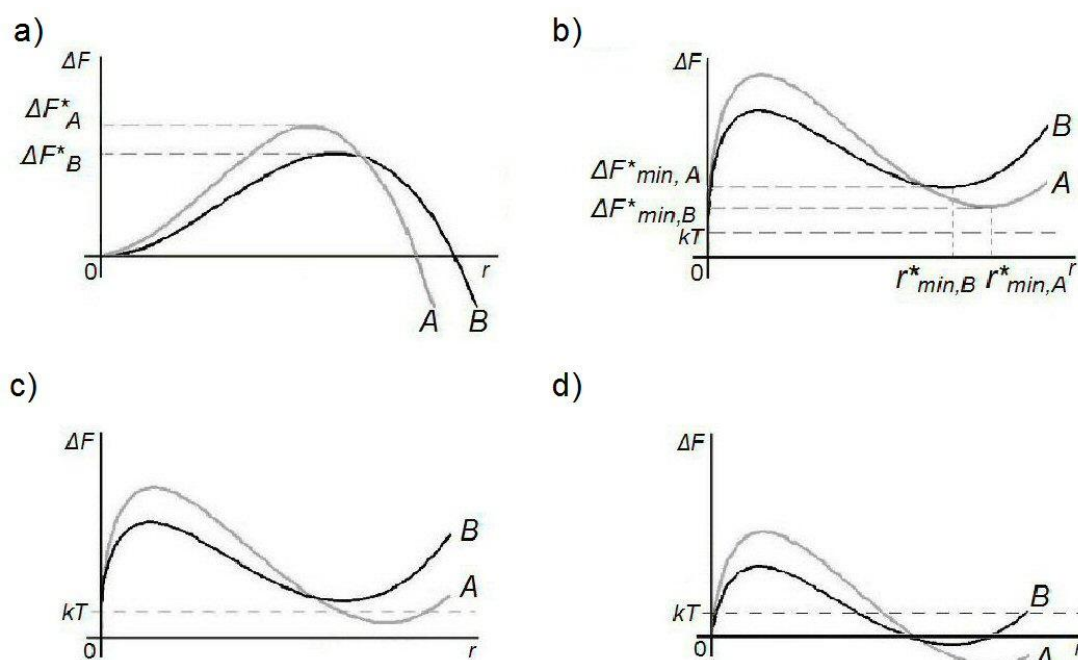 a)
ΔF
ΔF*A
ΔF*B
0
r
A
B
b)
ΔF
B
ΔF*min, A
A
ΔF*min,B
kT
0
r*min,B
r*min,A
r
c)
ΔF
B
A
kT
0
r
d)
ΔF
B
kT
0
r
A